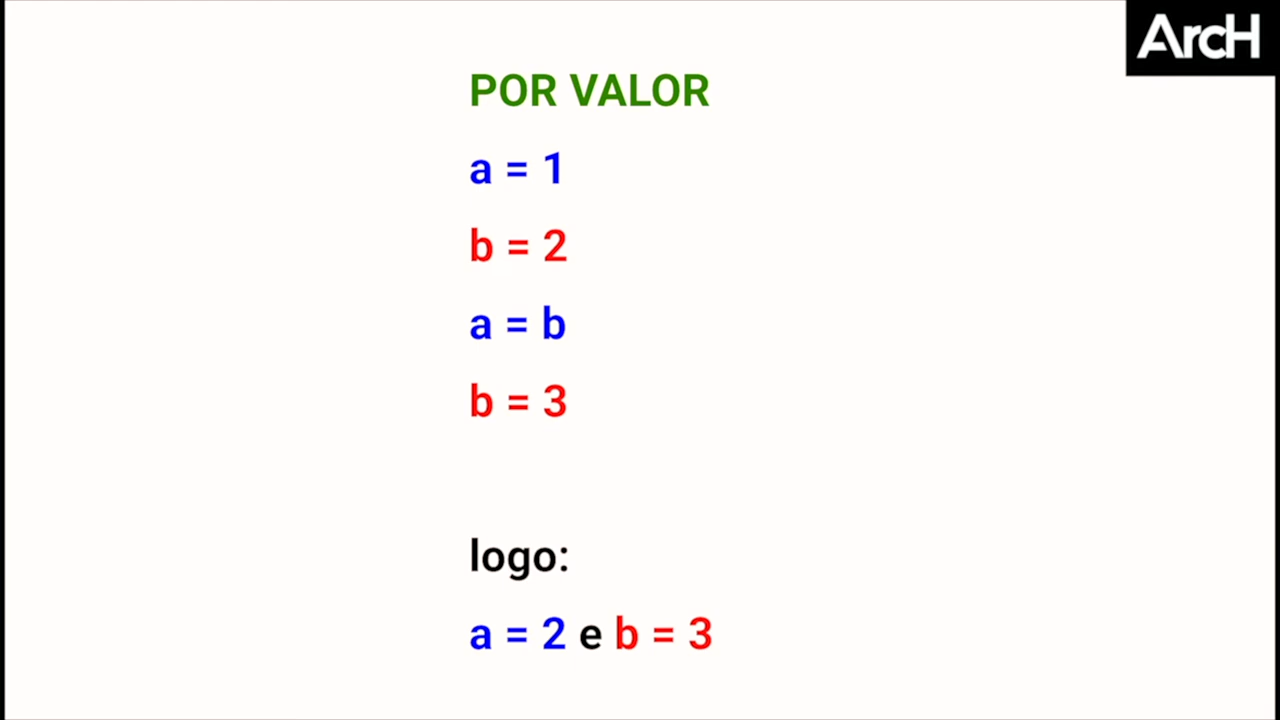 ArcH
POR VALOR
a = 1
b = 2
a = b
b = 3
logo:
a = 2 e b = 3